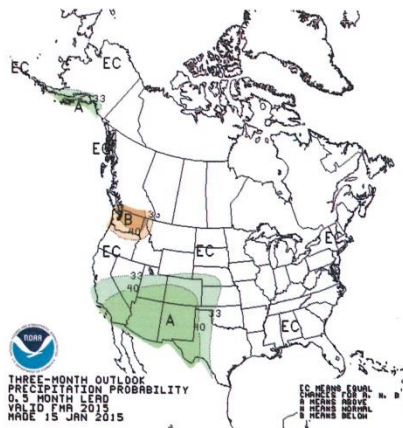 EC
EC
33
A
EC
33
B
40
EC
EC
EC
33
40
33
40
A
EC
NOAA
THREE-MONTH OUTLOOK
PRECIPITATION PROBABILITY
0.5 MONTH LEAD
VALID FMA 2015
MADE 15 JAN 2015
EC MEANS EQUAL
CHANCES FOR A, N, B
A MEANS ABOVE
N MEANS NORMAL
B MEANS BELOW